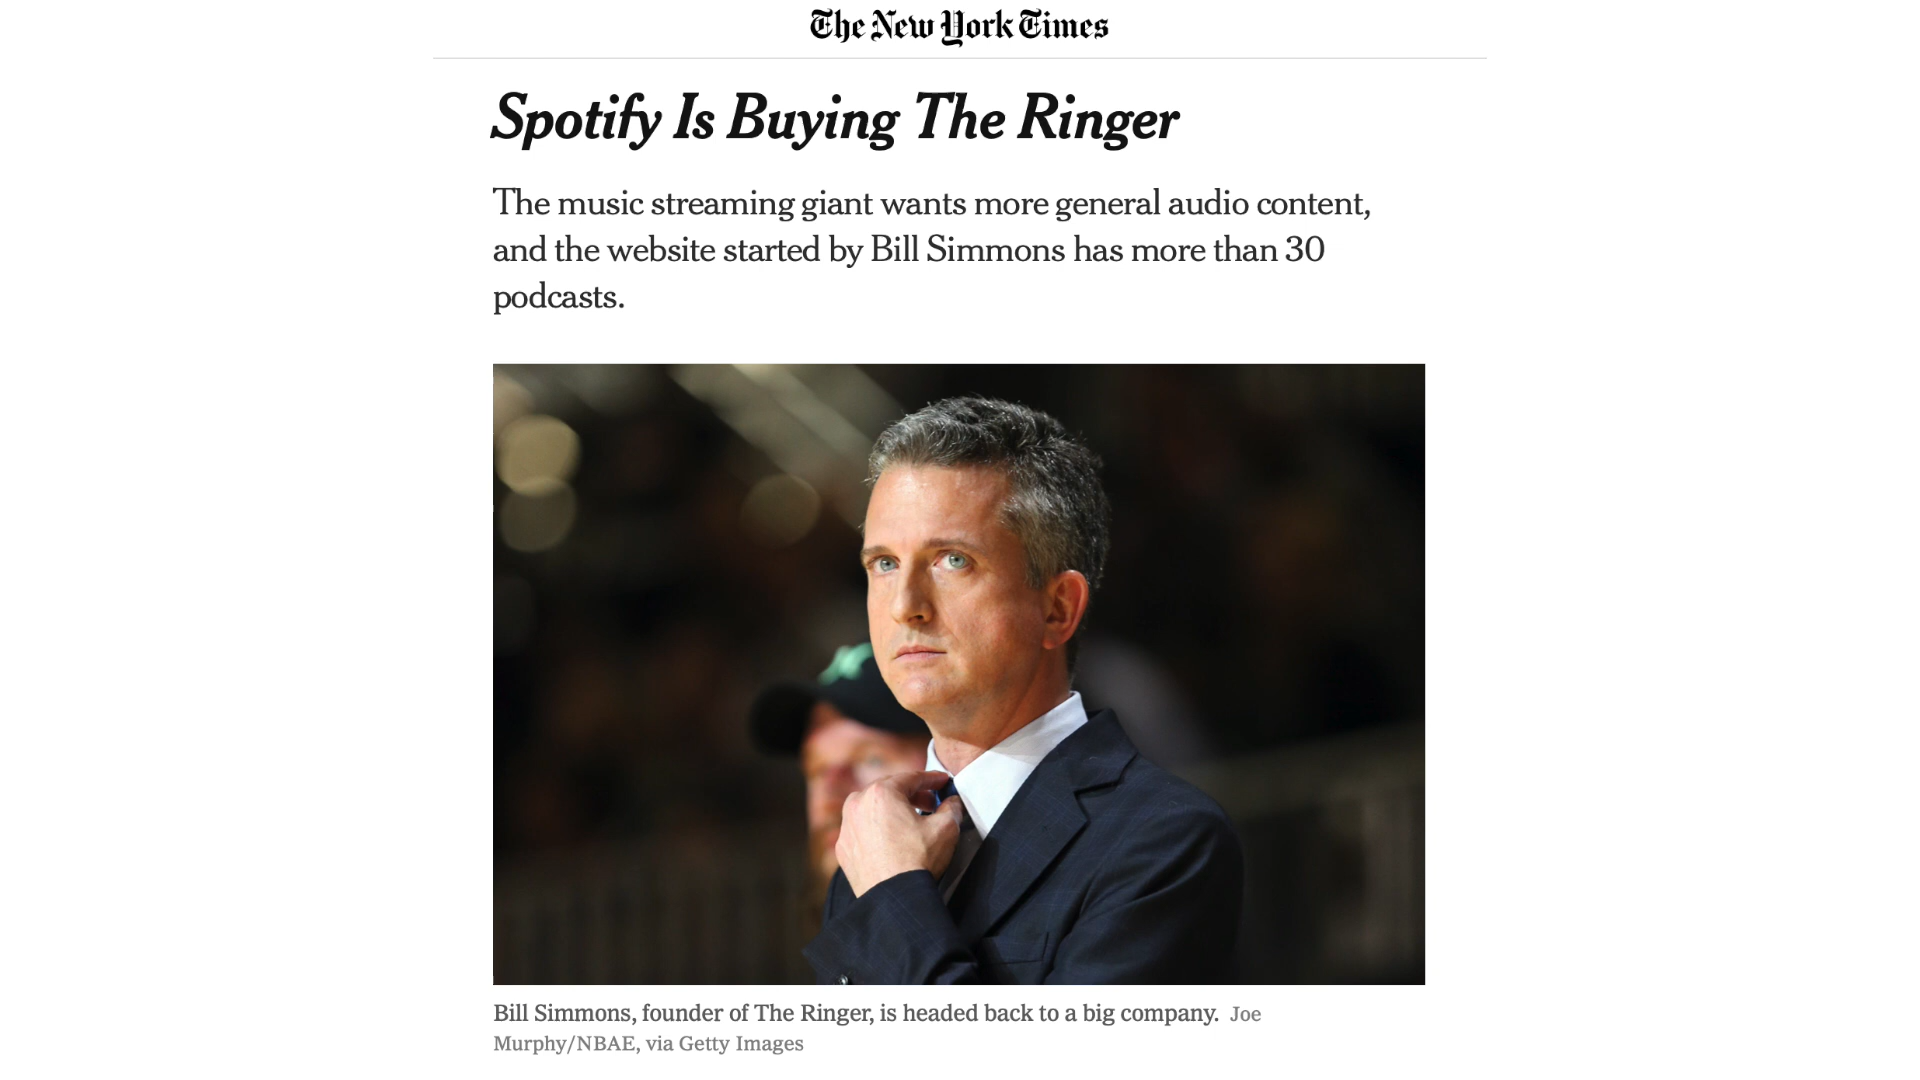 The New York Times
Spotify Is Buying The Ringer
The music streaming giant wants more general audio content,
and the website started by Bill Simmons has more than 30
podcasts.
Bill Simmons, founder of The Ringer, is headed back to a big company. Joe
Murphy/NBAE, via Getty Images